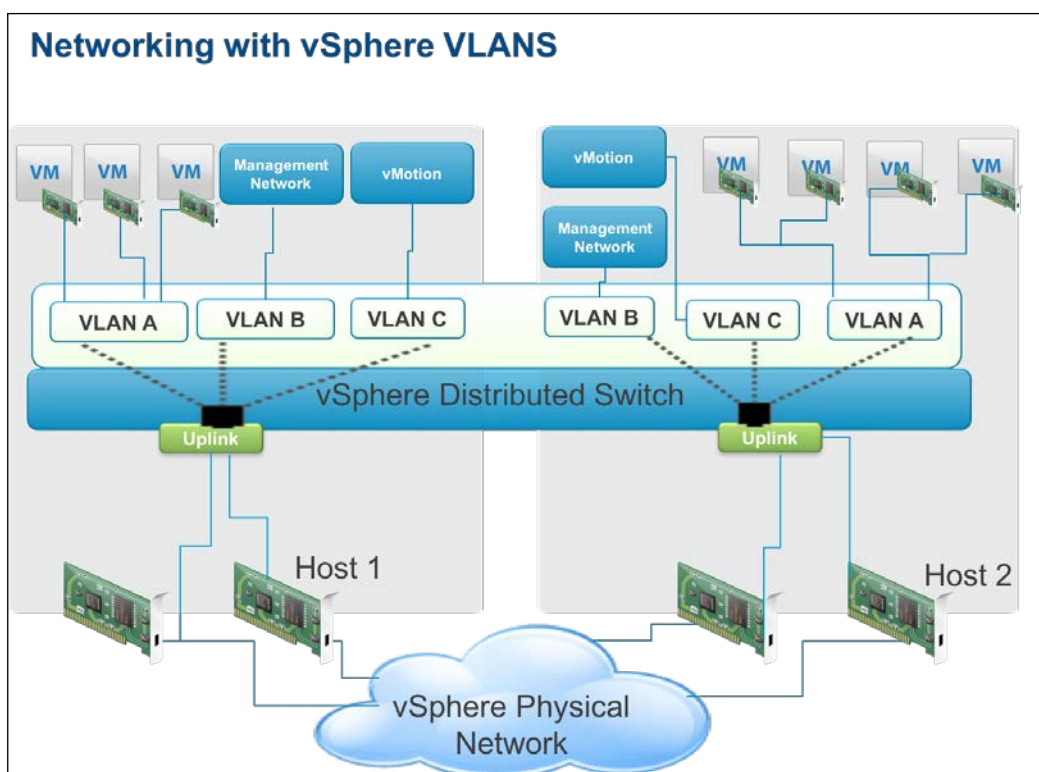 Networking with vSphere VLANS
VM
VM
VM
Management
Network
vMotion
vMotion
VM
VM
VM
VM
Management
Network
VLAN A
VLAN B
VLAN C
VLAN B
VLAN C
VLAN A
vSphere Distributed Switch
Uplink
Uplink
Host 1
Host 2
vSphere Physical
Network